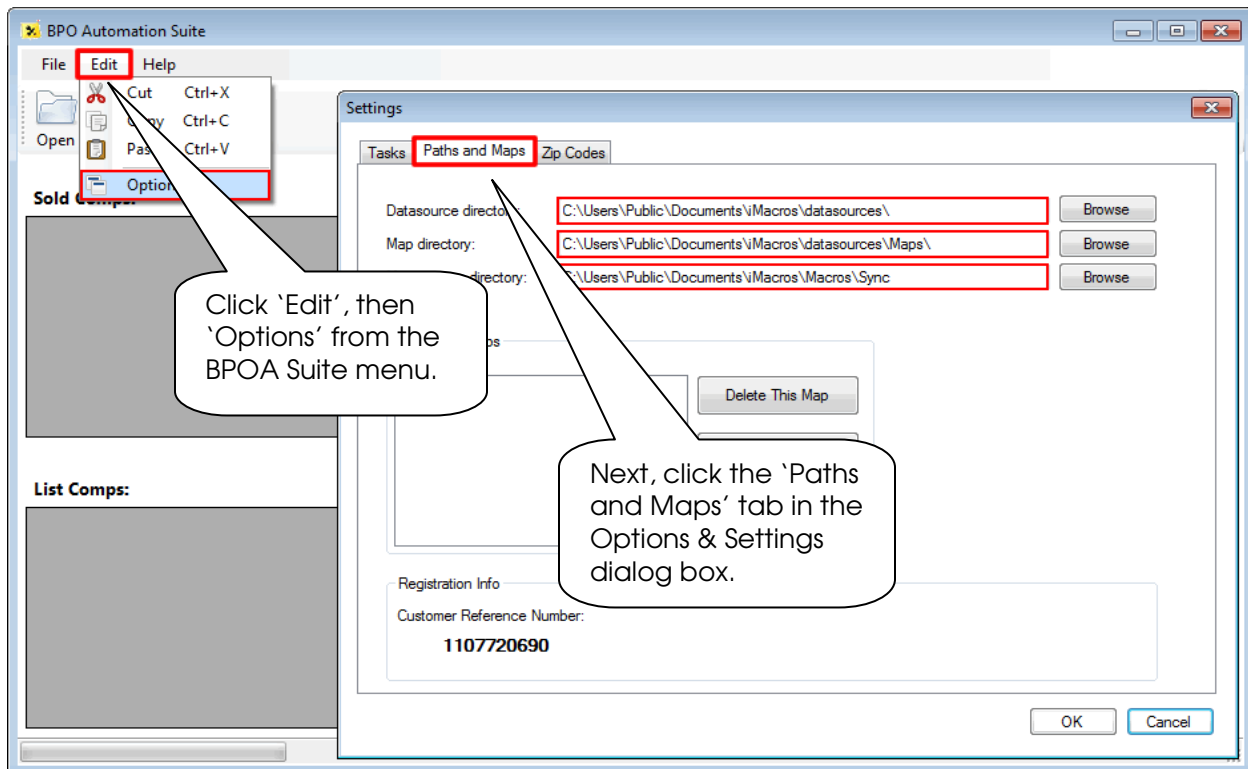 BPO Automation Suite
File Edit Help
Cut Ctrl+X
Ctrl+C
Ctrl+V
Open
Sold
List Comps:
Settings
Tasks Paths and Maps Zip Codes
Datasource directory: C:\Users\Public\Documents\iMacros\datasources\ Browse
Map directory: C:\Users\Public\Documents\iMacros\datasources\Maps\ Browse
directory: C:\Users\Public\Documents\iMacros\Macros\Sync Browse
Delete This Map
Click ‘Edit’, then
‘Options’ from the
BPOA Suite menu.
Next, click the ‘Paths
and Maps’ tab in the
Options & Settings
dialog box.
Registration Info
Customer Reference Number:
1107720690
OK Cancel